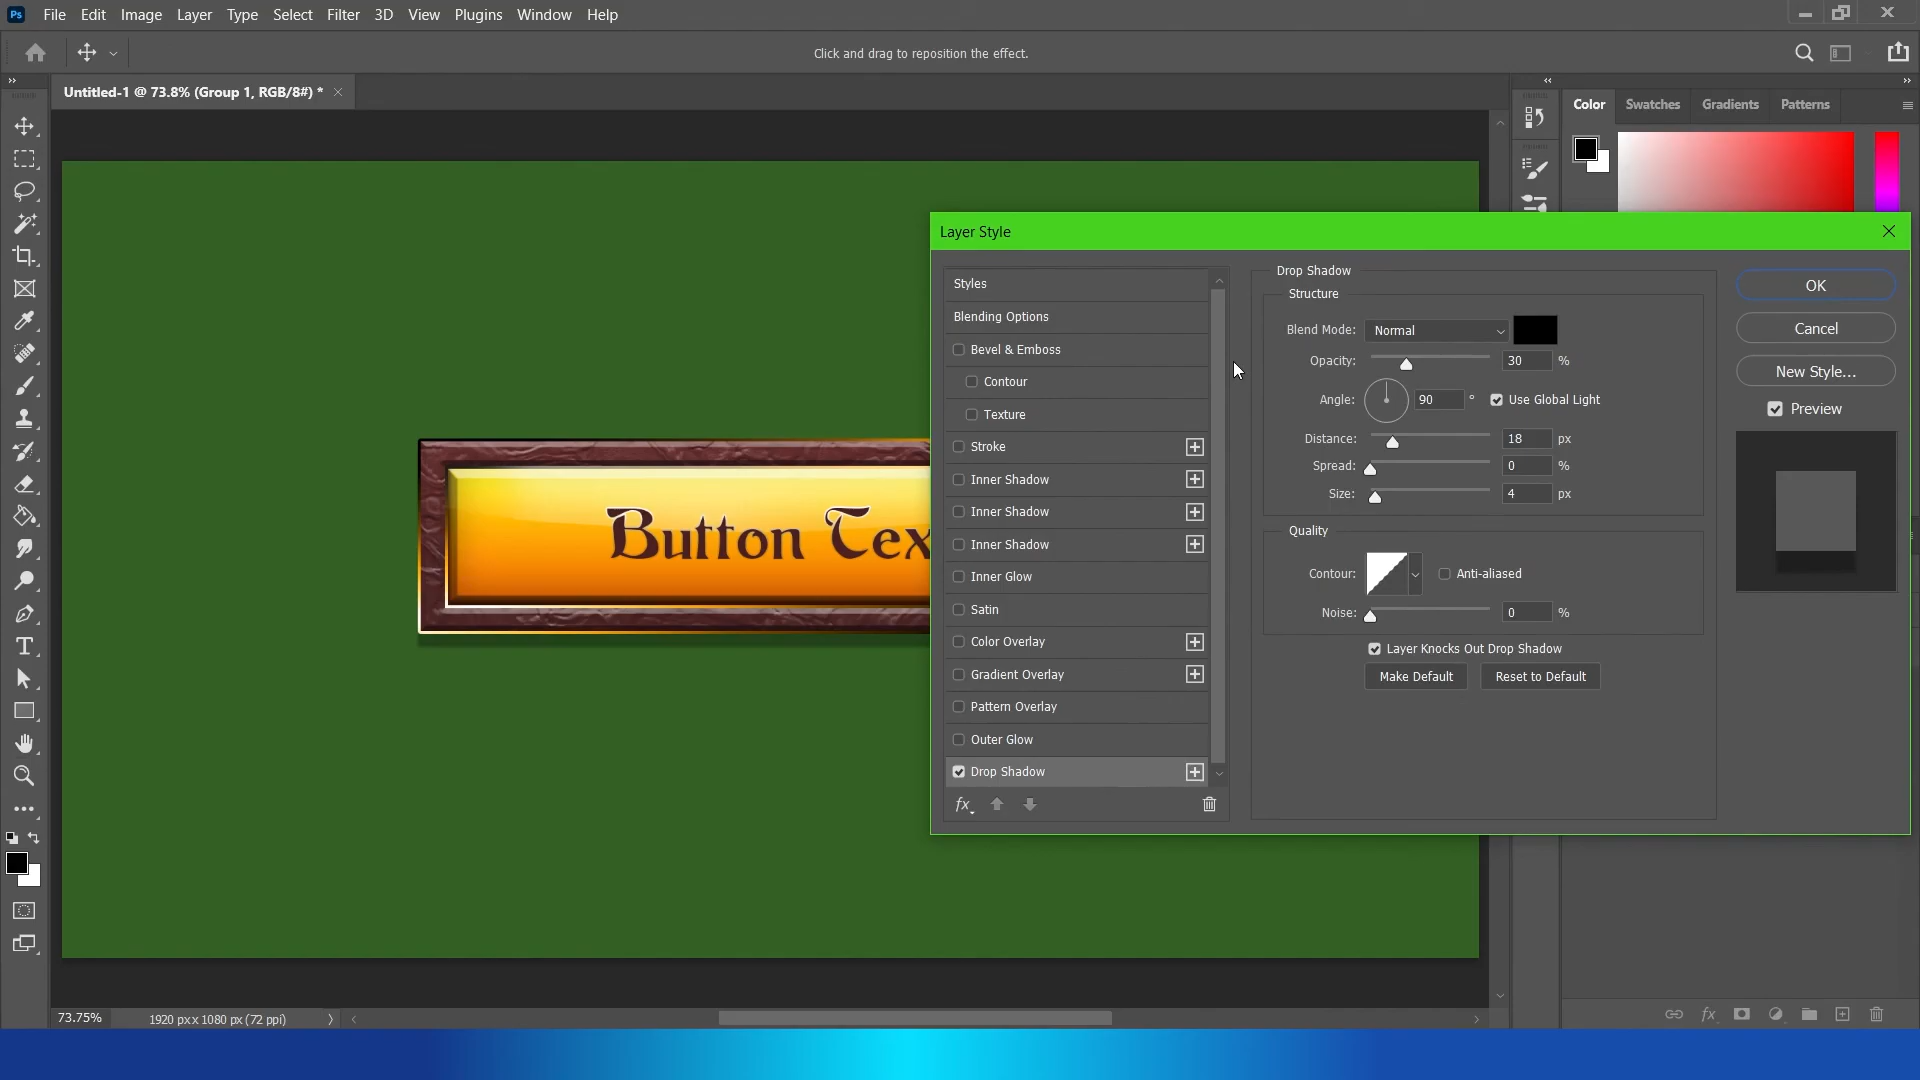 Ps File Edit Image Layer Type Select Filter 3D View Plugins Window Help
Click and drag to reposition the effect.
Untitled-1 @ 73.8% (Group 1, RGB/8#) *
Color Swatches Gradients Patterns
Layer Style
Styles
Blending Options
Bevel & Emboss
Contour
Texture
Stroke
Inner Shadow
Inner Shadow
Inner Shadow
Inner Glow
Satin
Color Overlay
Gradient Overlay
Pattern Overlay
Outer Glow
Drop Shadow
fx
Drop Shadow
Structure
Blend Mode: Normal
Opacity: 30 %
Angle: 90 ° Use Global Light
Distance: 18 px
Spread: 0 %
Size: 4 px
Quality
Contour: Anti-aliased
Noise: 0 %
Layer Knocks Out Drop Shadow
Make Default Reset to Default
OK
Cancel
New Style...
Preview
Button Tex
73.75% 1920 px x 1080 px (72 ppi)
fx